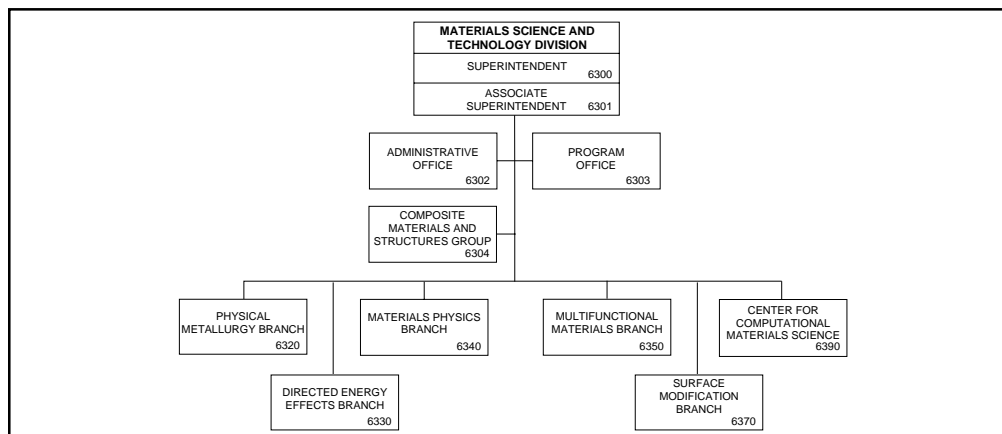 MATERIALS SCIENCE AND
TECHNOLOGY DIVISION
SUPERINTENDENT
6300
ASSOCIATE
SUPERINTENDENT
6301
ADMINISTRATIVE
OFFICE
6302
PROGRAM
OFFICE
6303
COMPOSITE
MATERIALS AND
STRUCTURES GROUP
6304
PHYSICAL
METALLURGY BRANCH
6320
MATERIALS PHYSICS
BRANCH
6340
MULTIFUNCTIONAL
MATERIALS BRANCH
6350
CENTER FOR
COMPUTATIONAL
MATERIALS SCIENCE
6390
DIRECTED ENERGY
EFFECTS BRANCH
6330
SURFACE
MODIFICATION
BRANCH
6370